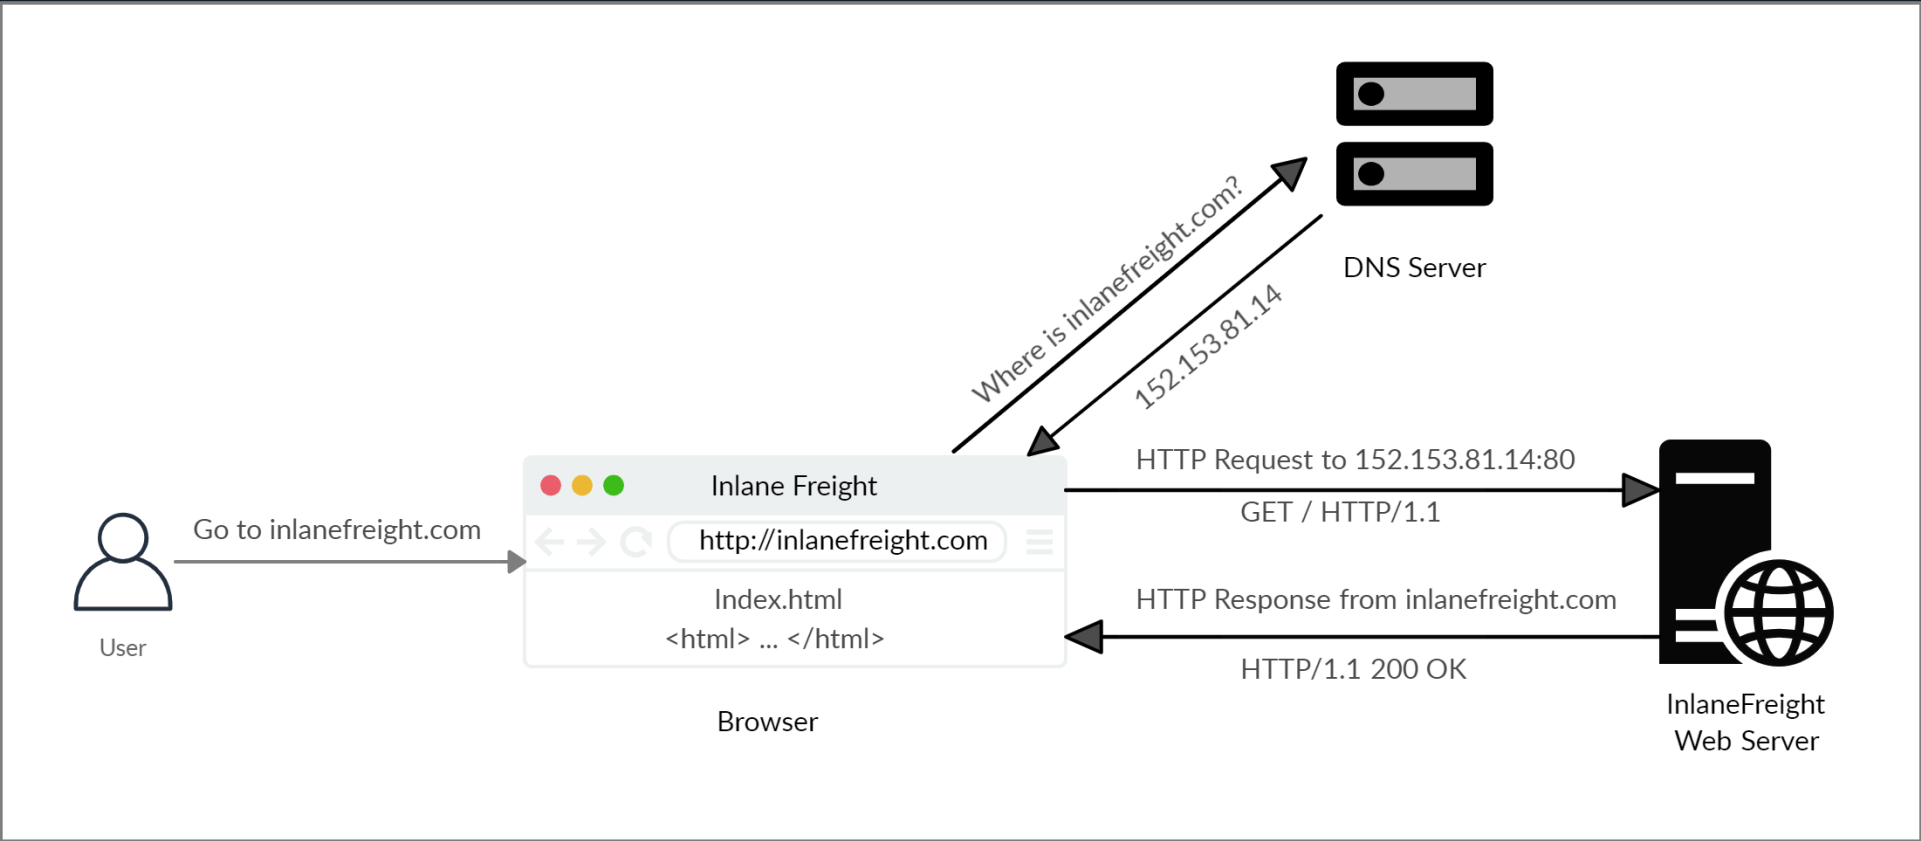 Where is inlanefreight.com?
152.153.81.14
DNS Server
Go to inlanefreight.com
User
Inlane Freight
http://inlanefreight.com
Index.html
<html> ... </html>
Browser
HTTP Request to 152.153.81.14:80
GET / HTTP/1.1
HTTP Response from inlanefreight.com
HTTP/1.1 200 OK
InlaneFreight
Web Server